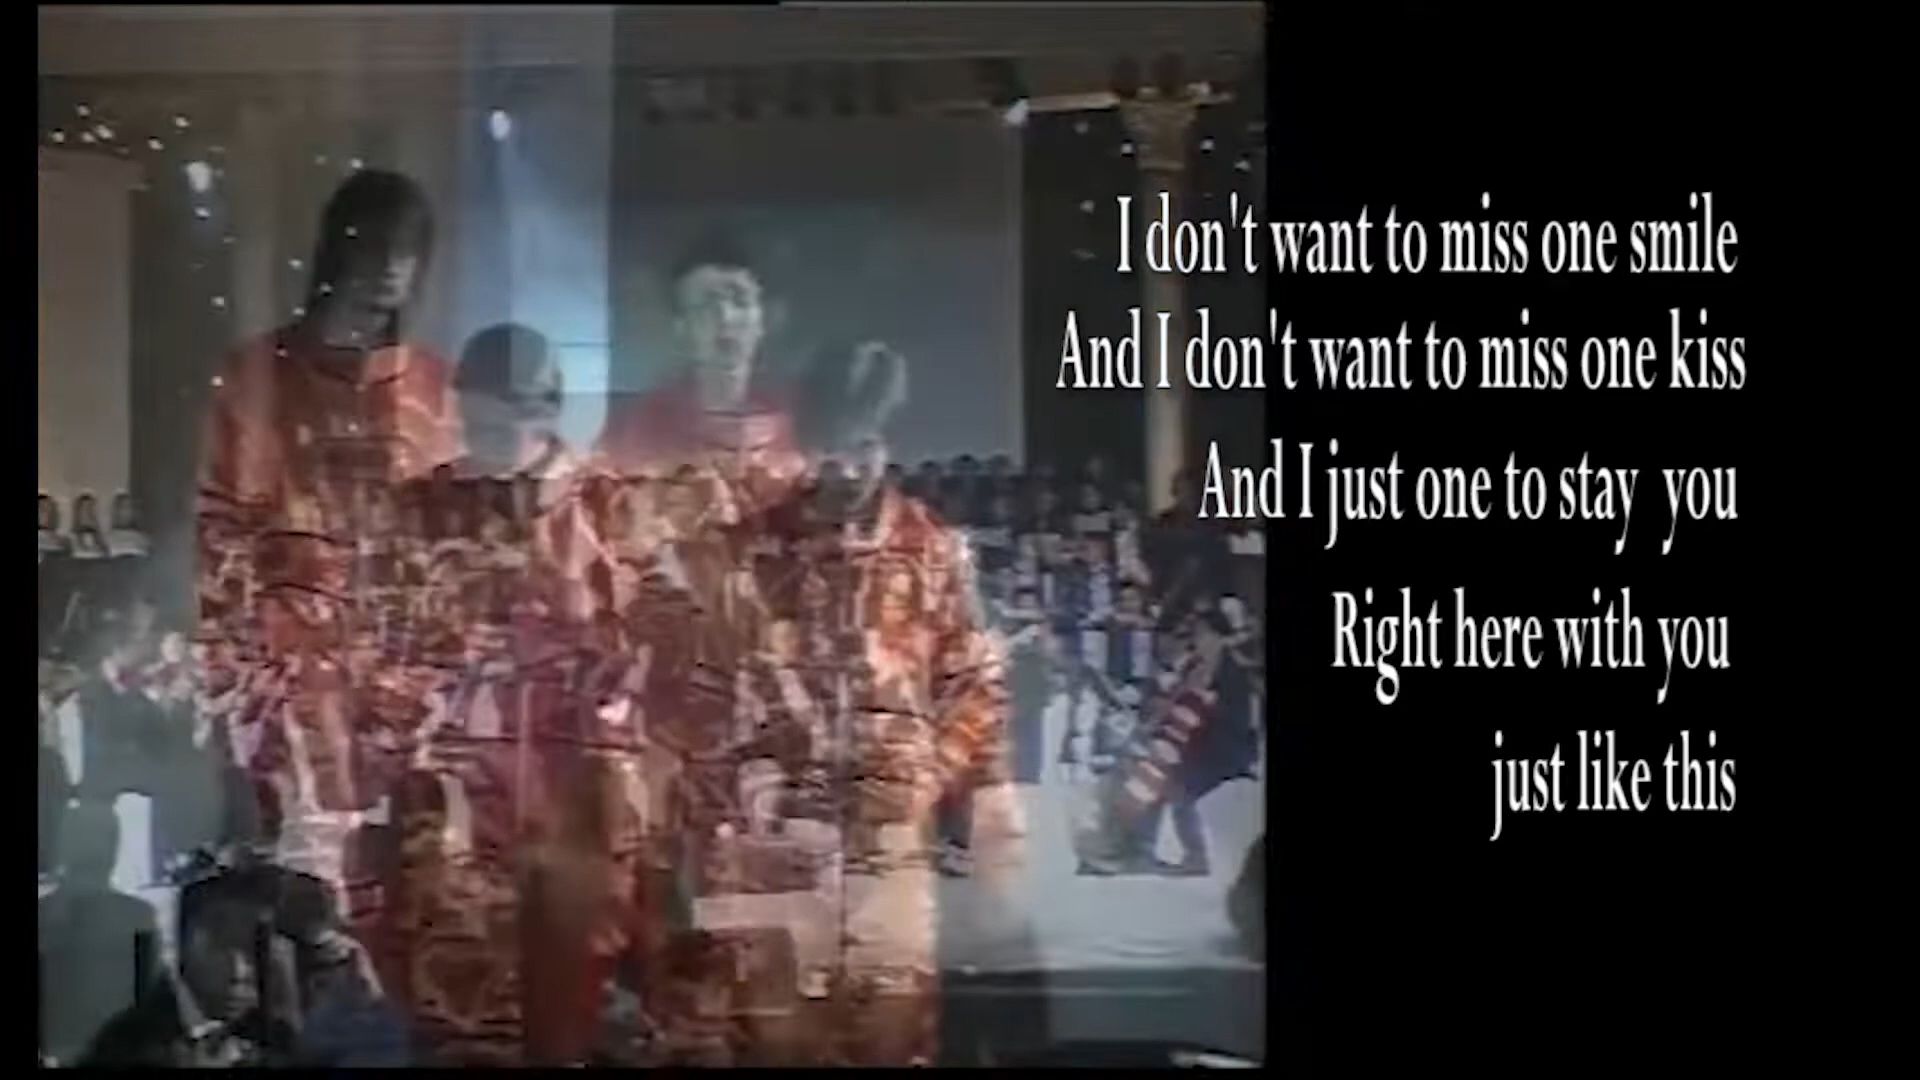 I don't want to miss one smile
And I don't want to miss one kiss
And I just one to stay you
Right here with you
just like this